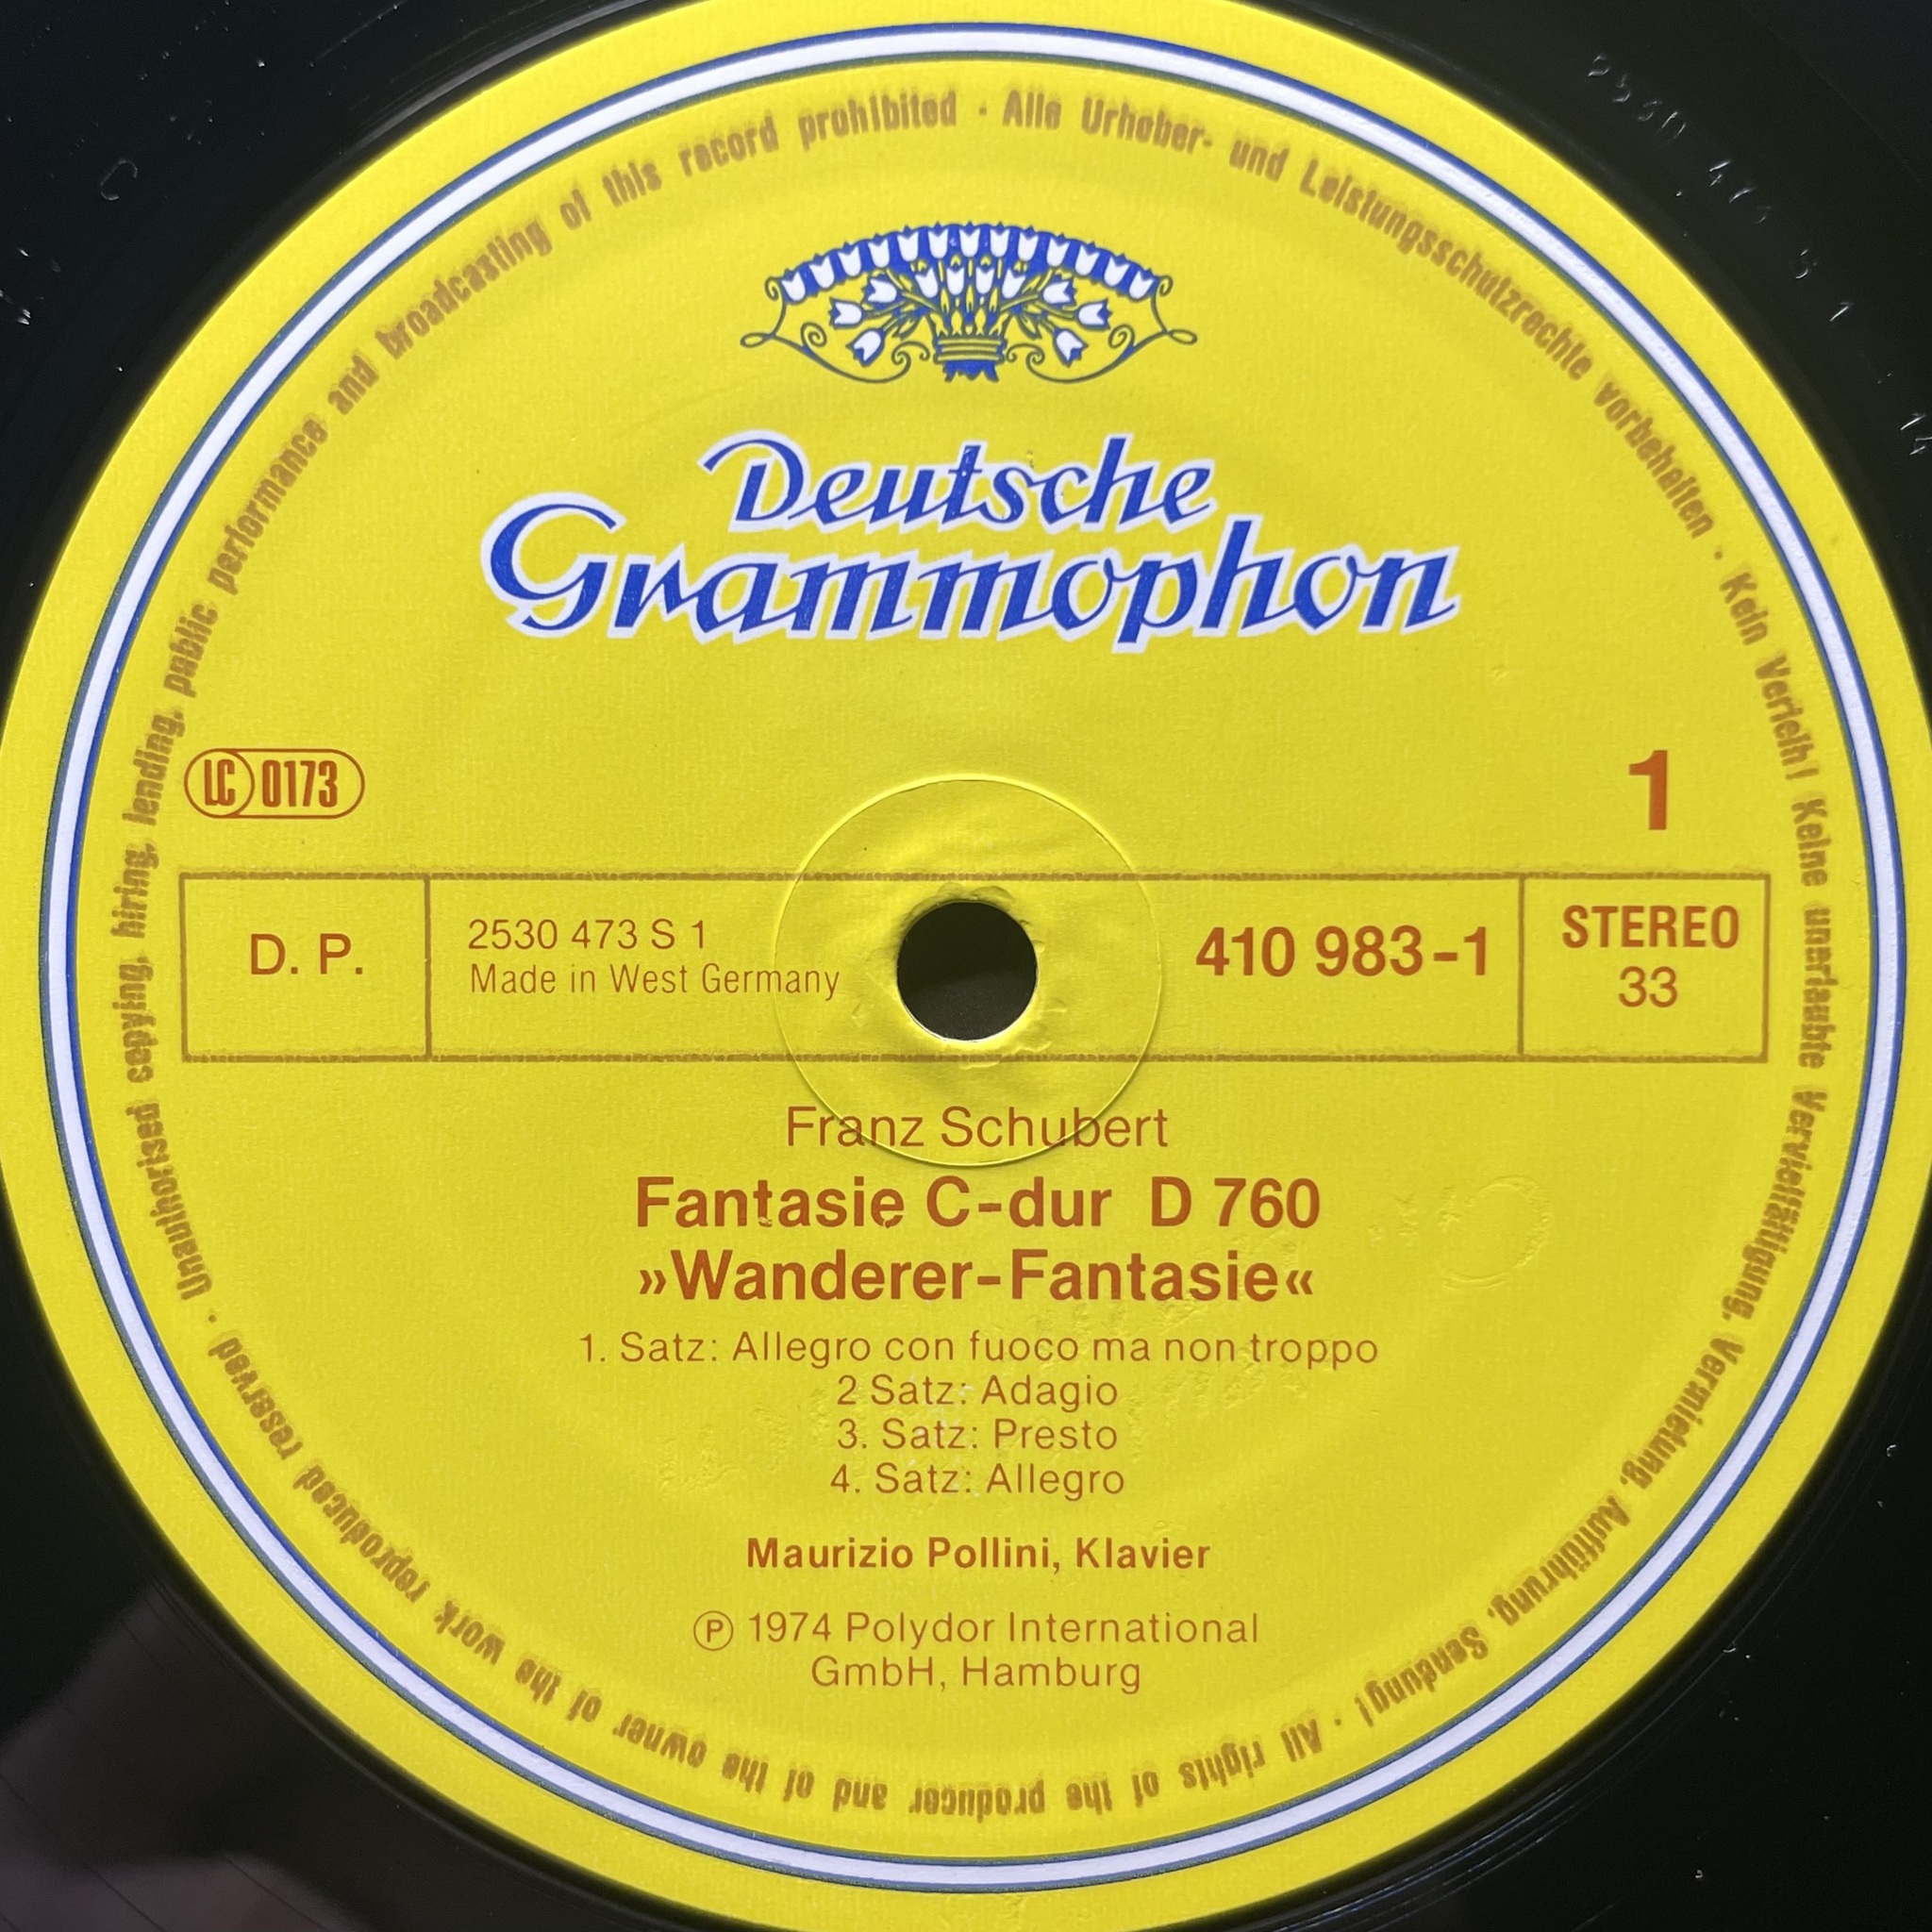 Deutsche
Grammophon
LC 0173
1
D. P.
2530 473 S 1
Made in West Germany
410 983-1
STEREO
33
Franz Schubert
Fantasie C-dur D 760
»Wanderer-Fantasie«
1. Satz: Allegro con fuoco ma non troppo
2 Satz: Adagio
3. Satz: Presto
4. Satz: Allegro
Maurizio Pollini, Klavier
Ⓟ 1974 Polydor International
GmbH, Hamburg
Alle Urheber- und Leistungsschutzrechte vorbehalten · Kein Verleih! Keine unerlaubte Vervielfältigung, Vermietung, Aufführung, Sendung! · All rights of the producer and of the owner of the work reproduced reserved · Unauthorised copying, hiring, lending, public performance and broadcasting of this record prohibited ·